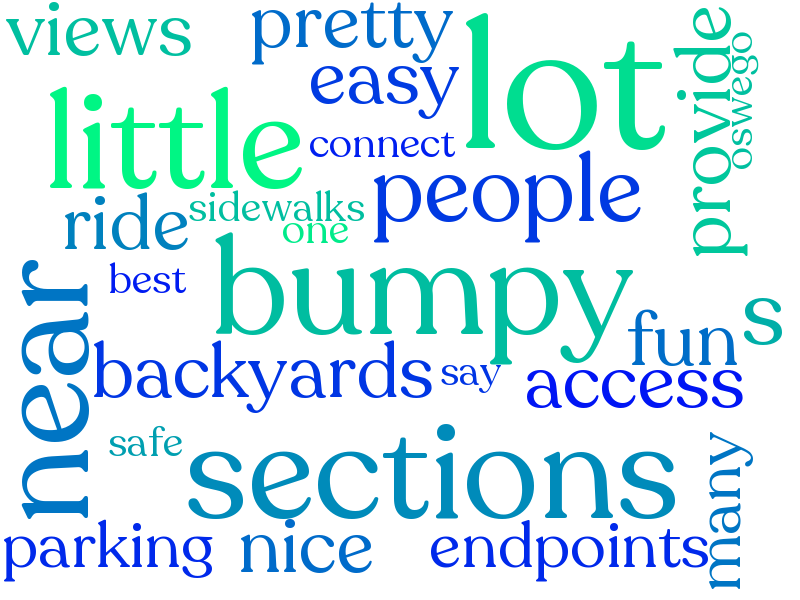 views
pretty
lot
provide
oswego
easy
little
connect
people
ride
sidewalks
one
bumpy
best
near
s
fun
backyards
say
access
safe
sections
many
parking
nice
endpoints